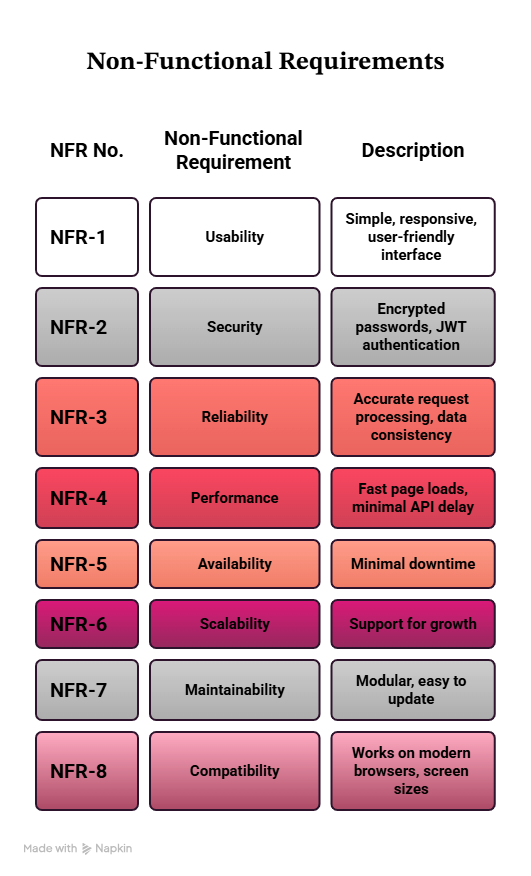 Non-Functional Requirements
NFR No.
Non-Functional
Requirement
Description
NFR-1
Usability
Simple, responsive,
user-friendly
interface
NFR-2
Security
Encrypted
passwords, JWT
authentication
NFR-3
Reliability
Accurate request
processing, data
consistency
NFR-4
Performance
Fast page loads,
minimal API delay
NFR-5
Availability
Minimal downtime
NFR-6
Scalability
Support for growth
NFR-7
Maintainability
Modular, easy to
update
NFR-8
Compatibility
Works on modern
browsers, screen
sizes
Made with Napkin